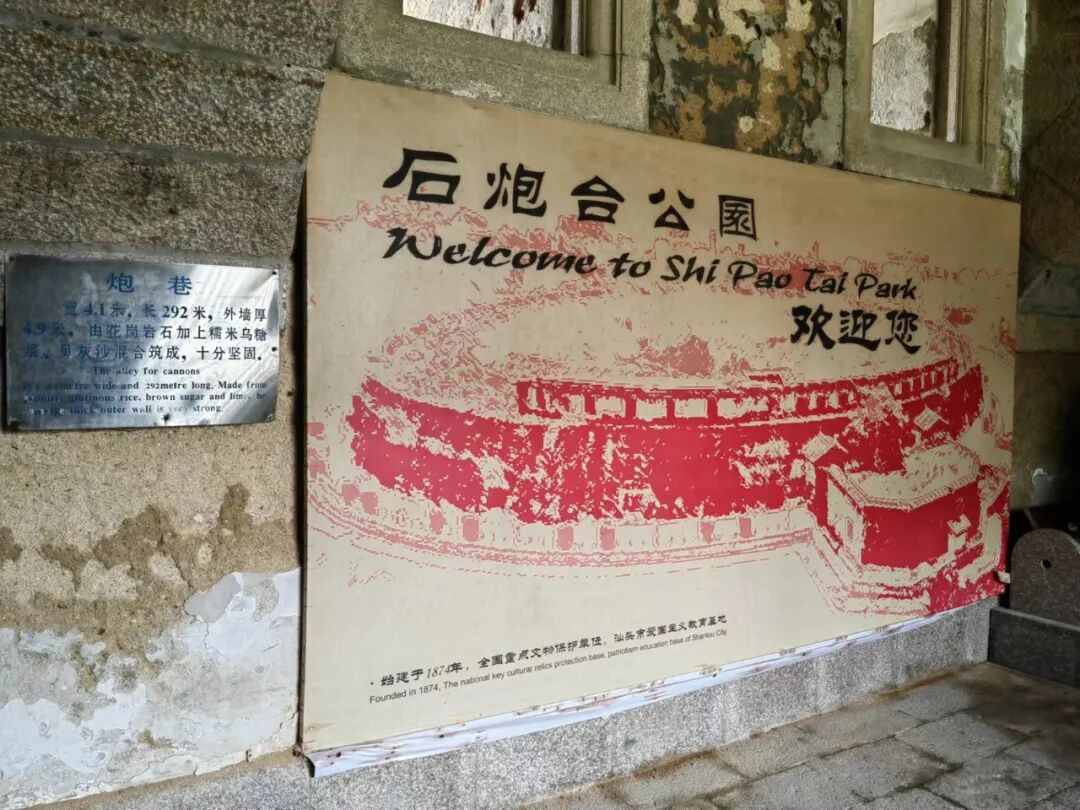 炮巷
宽4.1米，长292米，外墙厚
4.9米，由花岗岩石加上糯米乌糖
浆、贝灰沙混合筑成，十分坚固。
The alley for cannons
wide and 292metre long. Made from
glutinous rice, brown sugar and lime,
thick outer wall is very strong.
石炮台公园
Welcome to Shi Pao Tai Park
欢迎您
·始建于1874年，全国重点文物保护单位，汕头市爱国主义教育基地
Founded in 1874, The national key cultural relics protection base, patriotism education base of Shantou City